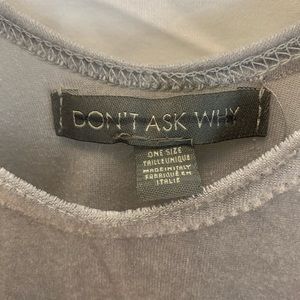 DON'T ASK WHY
ONE SIZE
TAILLE UNIQUE
MADE IN ITALY
FABRIQUÉ EN
ITALIE